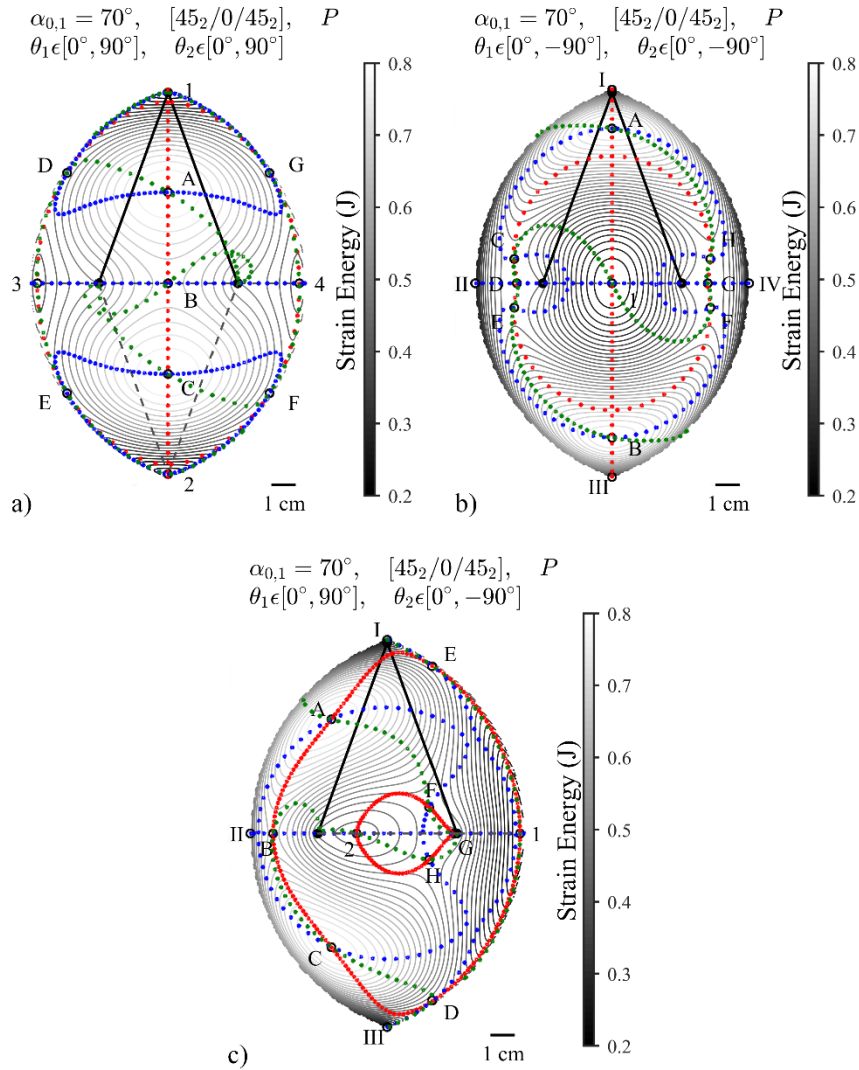 α₀,₁ = 70°, [45₂/0/45₂], P
θ₁ϵ[0°, 90°], θ₂ϵ[0°, 90°]
1
D
G
A
3
B
4
C
E
F
2
0.8
0.7
0.6
0.5
0.4
0.3
0.2
Strain Energy (J)
1 cm
a)
α₀,₁ = 70°, [45₂/0/45₂], P
θ₁ϵ[0°, −90°], θ₂ϵ[0°, −90°]
I
A
C
H
II
D
G
IV
1
E
F
B
III
0.8
0.7
0.6
0.5
0.4
0.3
0.2
Strain Energy (J)
1 cm
b)
α₀,₁ = 70°, [45₂/0/45₂], P
θ₁ϵ[0°, 90°], θ₂ϵ[0°, −90°]
I
E
A
F
II
B
2
G
1
H
C
D
III
0.8
0.7
0.6
0.5
0.4
0.3
0.2
Strain Energy (J)
1 cm
c)